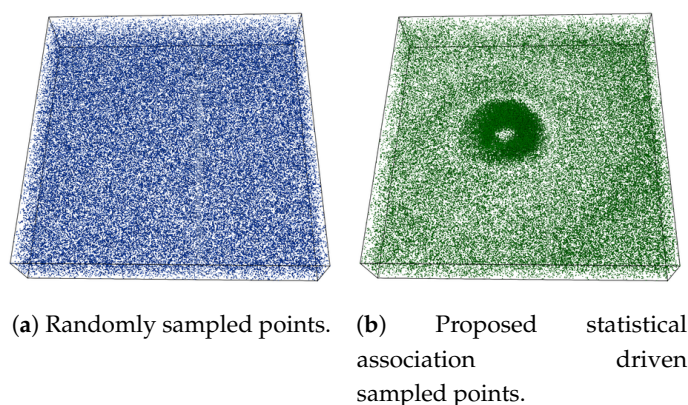 (a) Randomly sampled points.
(b) Proposed statistical
association driven
sampled points.